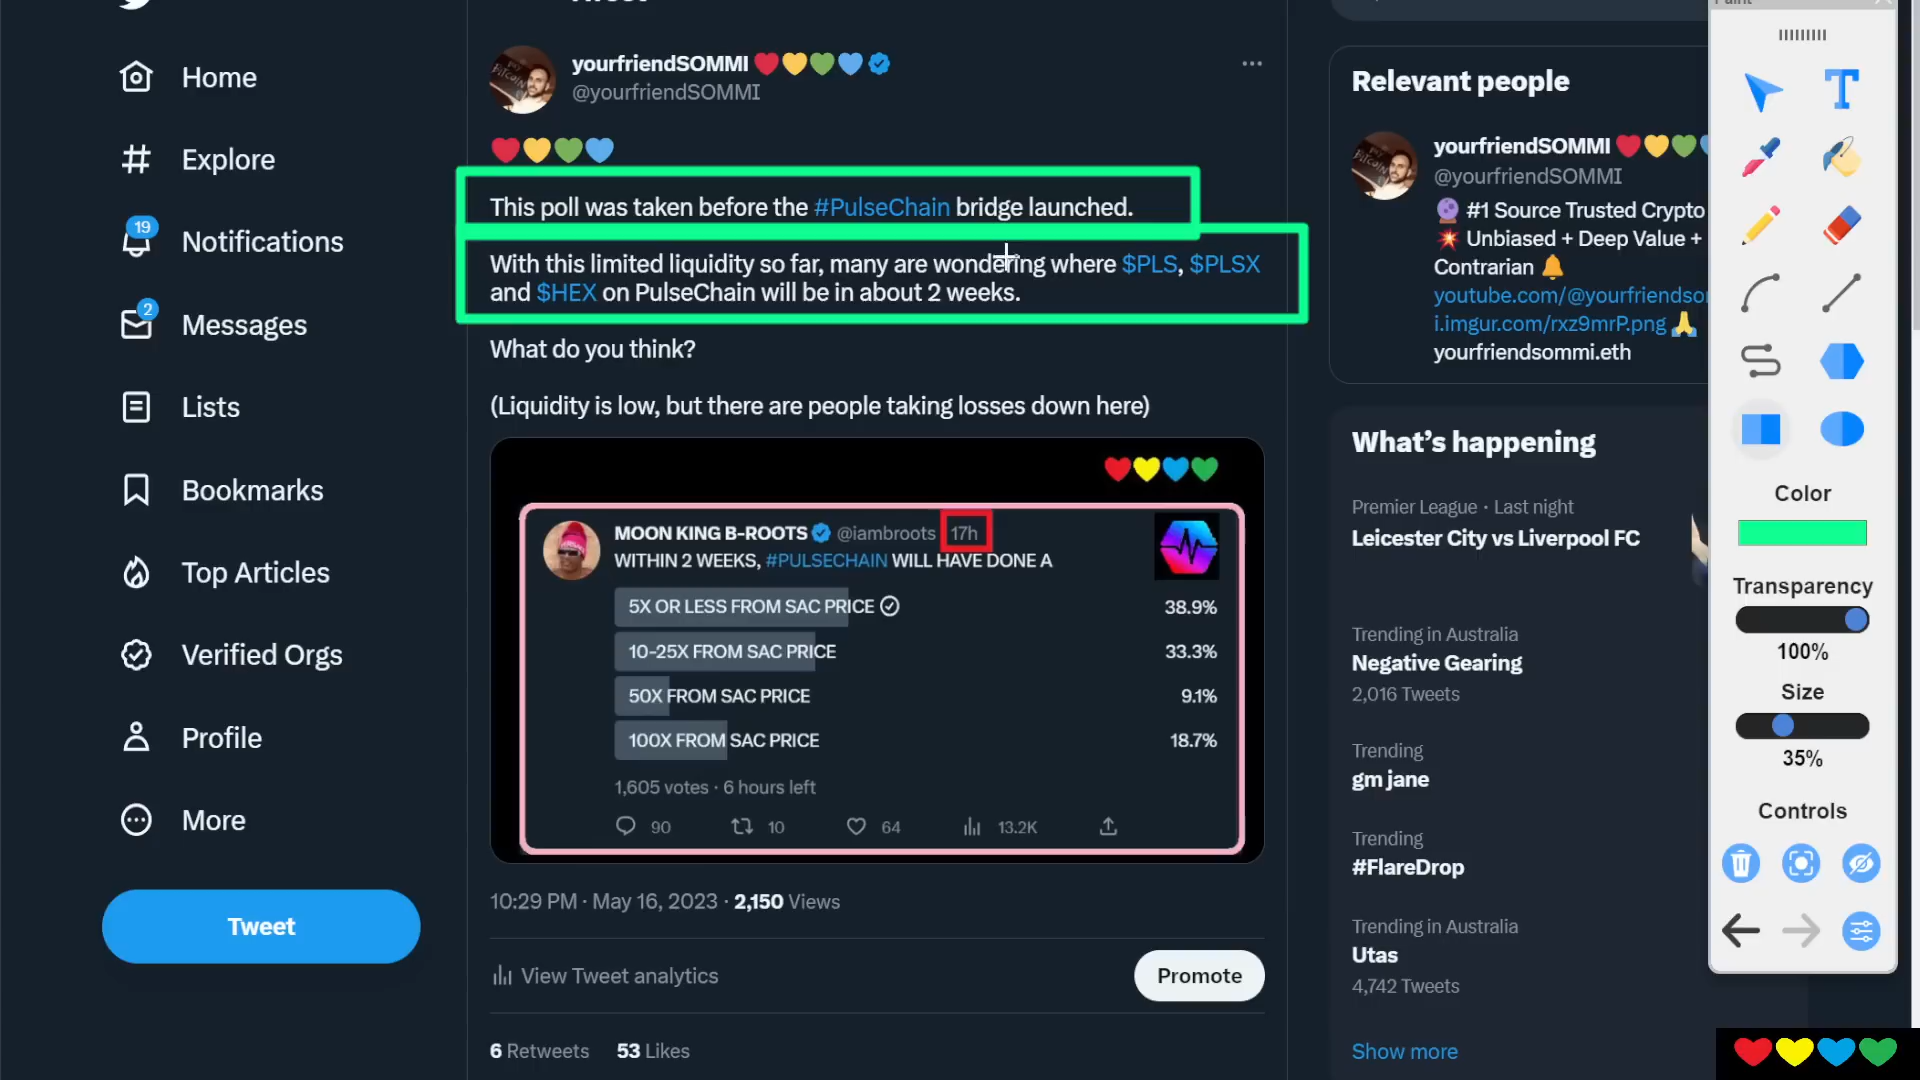 Home
Explore
19
Notifications
2
Messages
Lists
Bookmarks
Top Articles
Verified Orgs
Profile
More
Tweet
yourfriendSOMMI
@yourfriendSOMMI
This poll was taken before the #PulseChain bridge launched.
With this limited liquidity so far, many are wondering where $PLS, $PLSX
and $HEX on PulseChain will be in about 2 weeks.
What do you think?
(Liquidity is low, but there are people taking losses down here)
MOON KING B-ROOTS @iambroots 17h
WITHIN 2 WEEKS, #PULSECHAIN WILL HAVE DONE A
5X OR LESS FROM SAC PRICE 38.9%
10-25X FROM SAC PRICE 33.3%
50X FROM SAC PRICE 9.1%
100X FROM SAC PRICE 18.7%
1,605 votes · 6 hours left
90 10 64 13.2K
10:29 PM · May 16, 2023 · 2,150 Views
View Tweet analytics
Promote
6 Retweets 53 Likes
Relevant people
yourfriendSOMMI
@yourfriendSOMMI
#1 Source Trusted Crypto
Unbiased + Deep Value +
Contrarian
youtube.com/@yourfriendso
i.imgur.com/rxz9mrP.png
yourfriendsommi.eth
What's happening
Premier League · Last night
Leicester City vs Liverpool FC
Trending in Australia
Negative Gearing
2,016 Tweets
Trending
gm jane
Trending
#FlareDrop
Trending in Australia
Utas
4,742 Tweets
Show more
T
Color
Transparency
100%
Size
35%
Controls